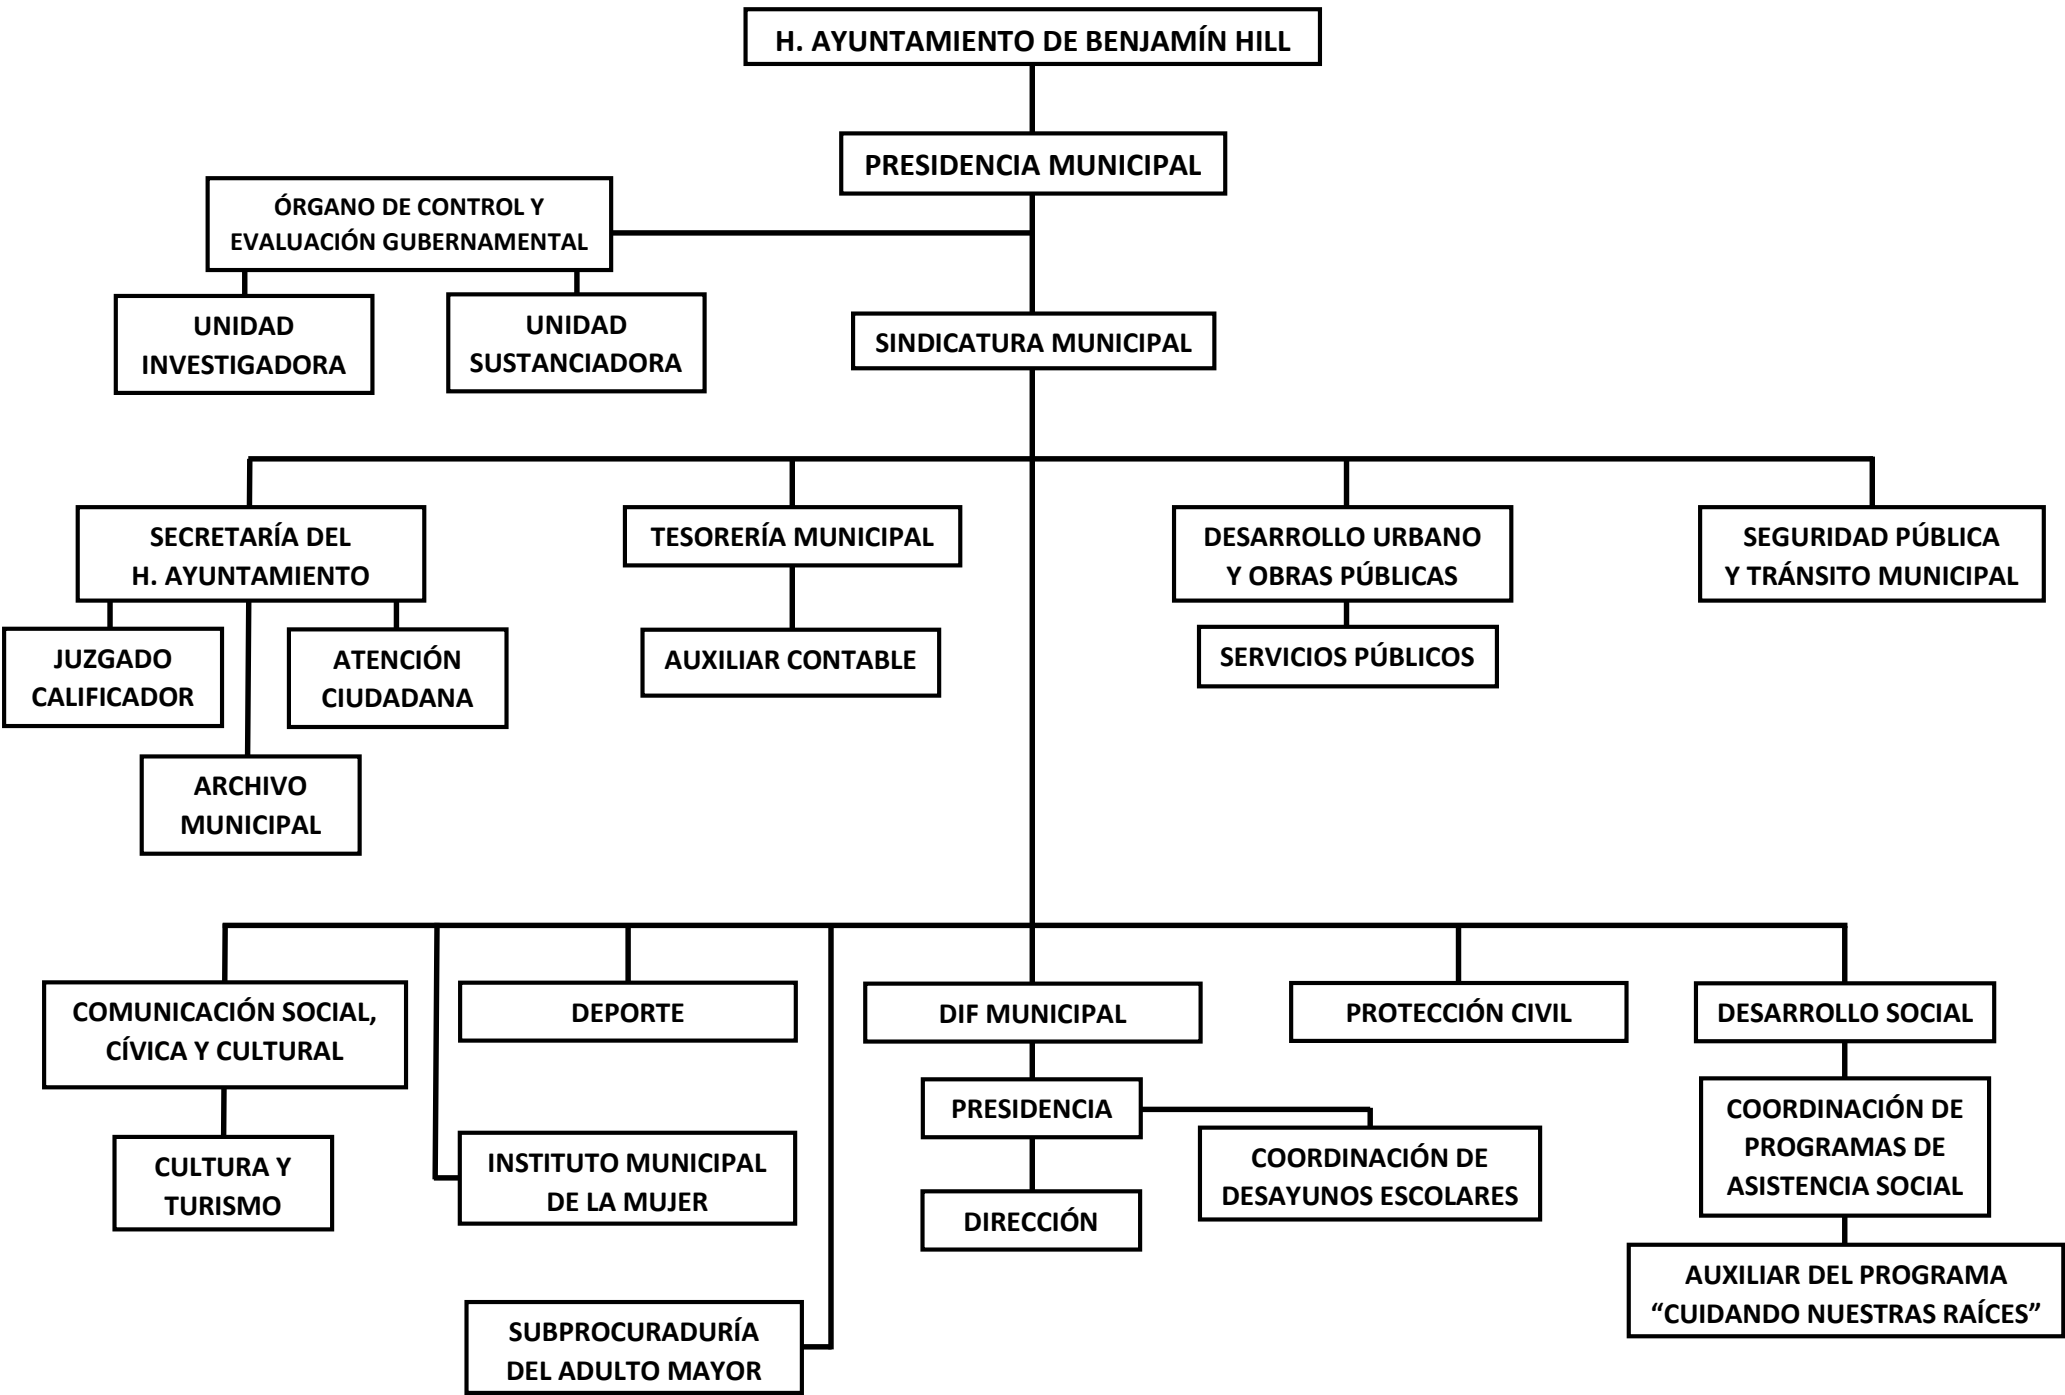 H. AYUNTAMIENTO DE BENJAMÍN HILL
PRESIDENCIA MUNICIPAL
ÓRGANO DE CONTROL Y
EVALUACIÓN GUBERNAMENTAL
UNIDAD
INVESTIGADORA
UNIDAD
SUSTANCIADORA
SINDICATURA MUNICIPAL
SECRETARÍA DEL
H. AYUNTAMIENTO
TESORERÍA MUNICIPAL
DESARROLLO URBANO
Y OBRAS PÚBLICAS
SEGURIDAD PÚBLICA
Y TRÁNSITO MUNICIPAL
JUZGADO
CALIFICADOR
ATENCIÓN
CIUDADANA
AUXILIAR CONTABLE
SERVICIOS PÚBLICOS
ARCHIVO
MUNICIPAL
COMUNICACIÓN SOCIAL,
CÍVICA Y CULTURAL
DEPORTE
DIF MUNICIPAL
PROTECCIÓN CIVIL
DESARROLLO SOCIAL
CULTURA Y
TURISMO
INSTITUTO MUNICIPAL
DE LA MUJER
PRESIDENCIA
COORDINACIÓN DE
DESAYUNOS ESCOLARES
COORDINACIÓN DE
PROGRAMAS DE
ASISTENCIA SOCIAL
DIRECCIÓN
SUBPROCURADURÍA
DEL ADULTO MAYOR
AUXILIAR DEL PROGRAMA
“CUIDANDO NUESTRAS RAÍCES”